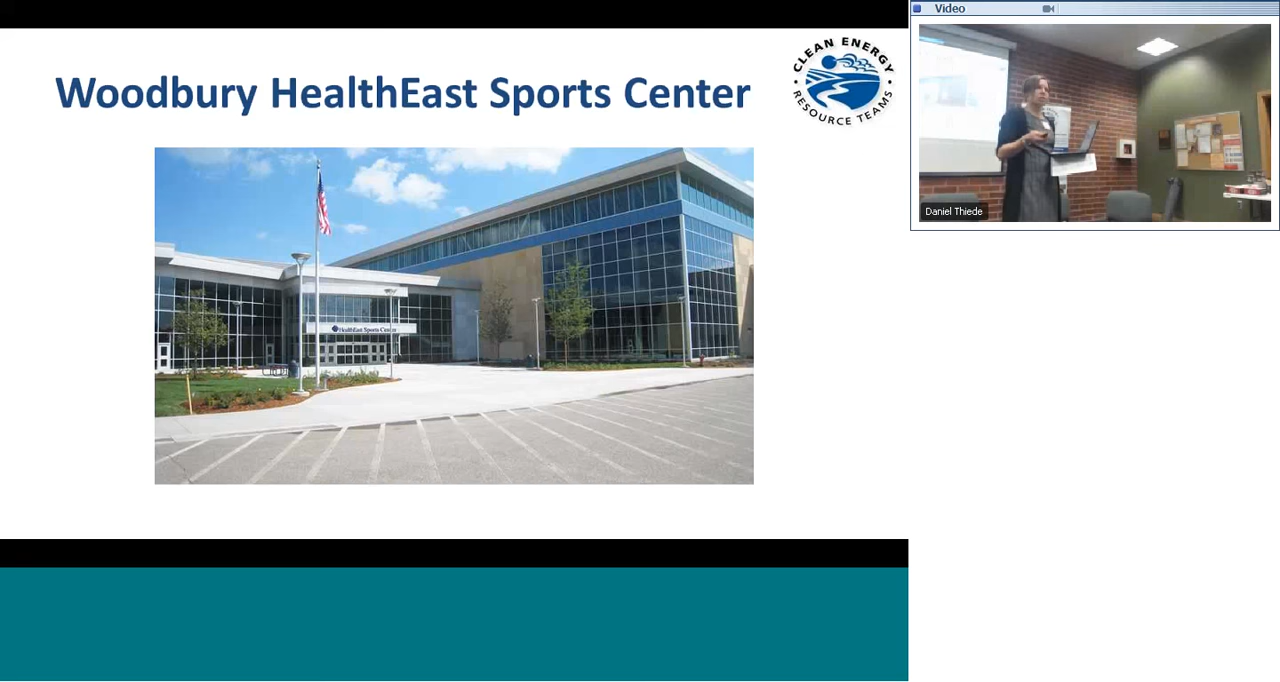 Woodbury HealthEast Sports Center
CLEAN ENERGY
RESOURCE TEAMS
HealthEast Sports Center
Video
Daniel Thiede